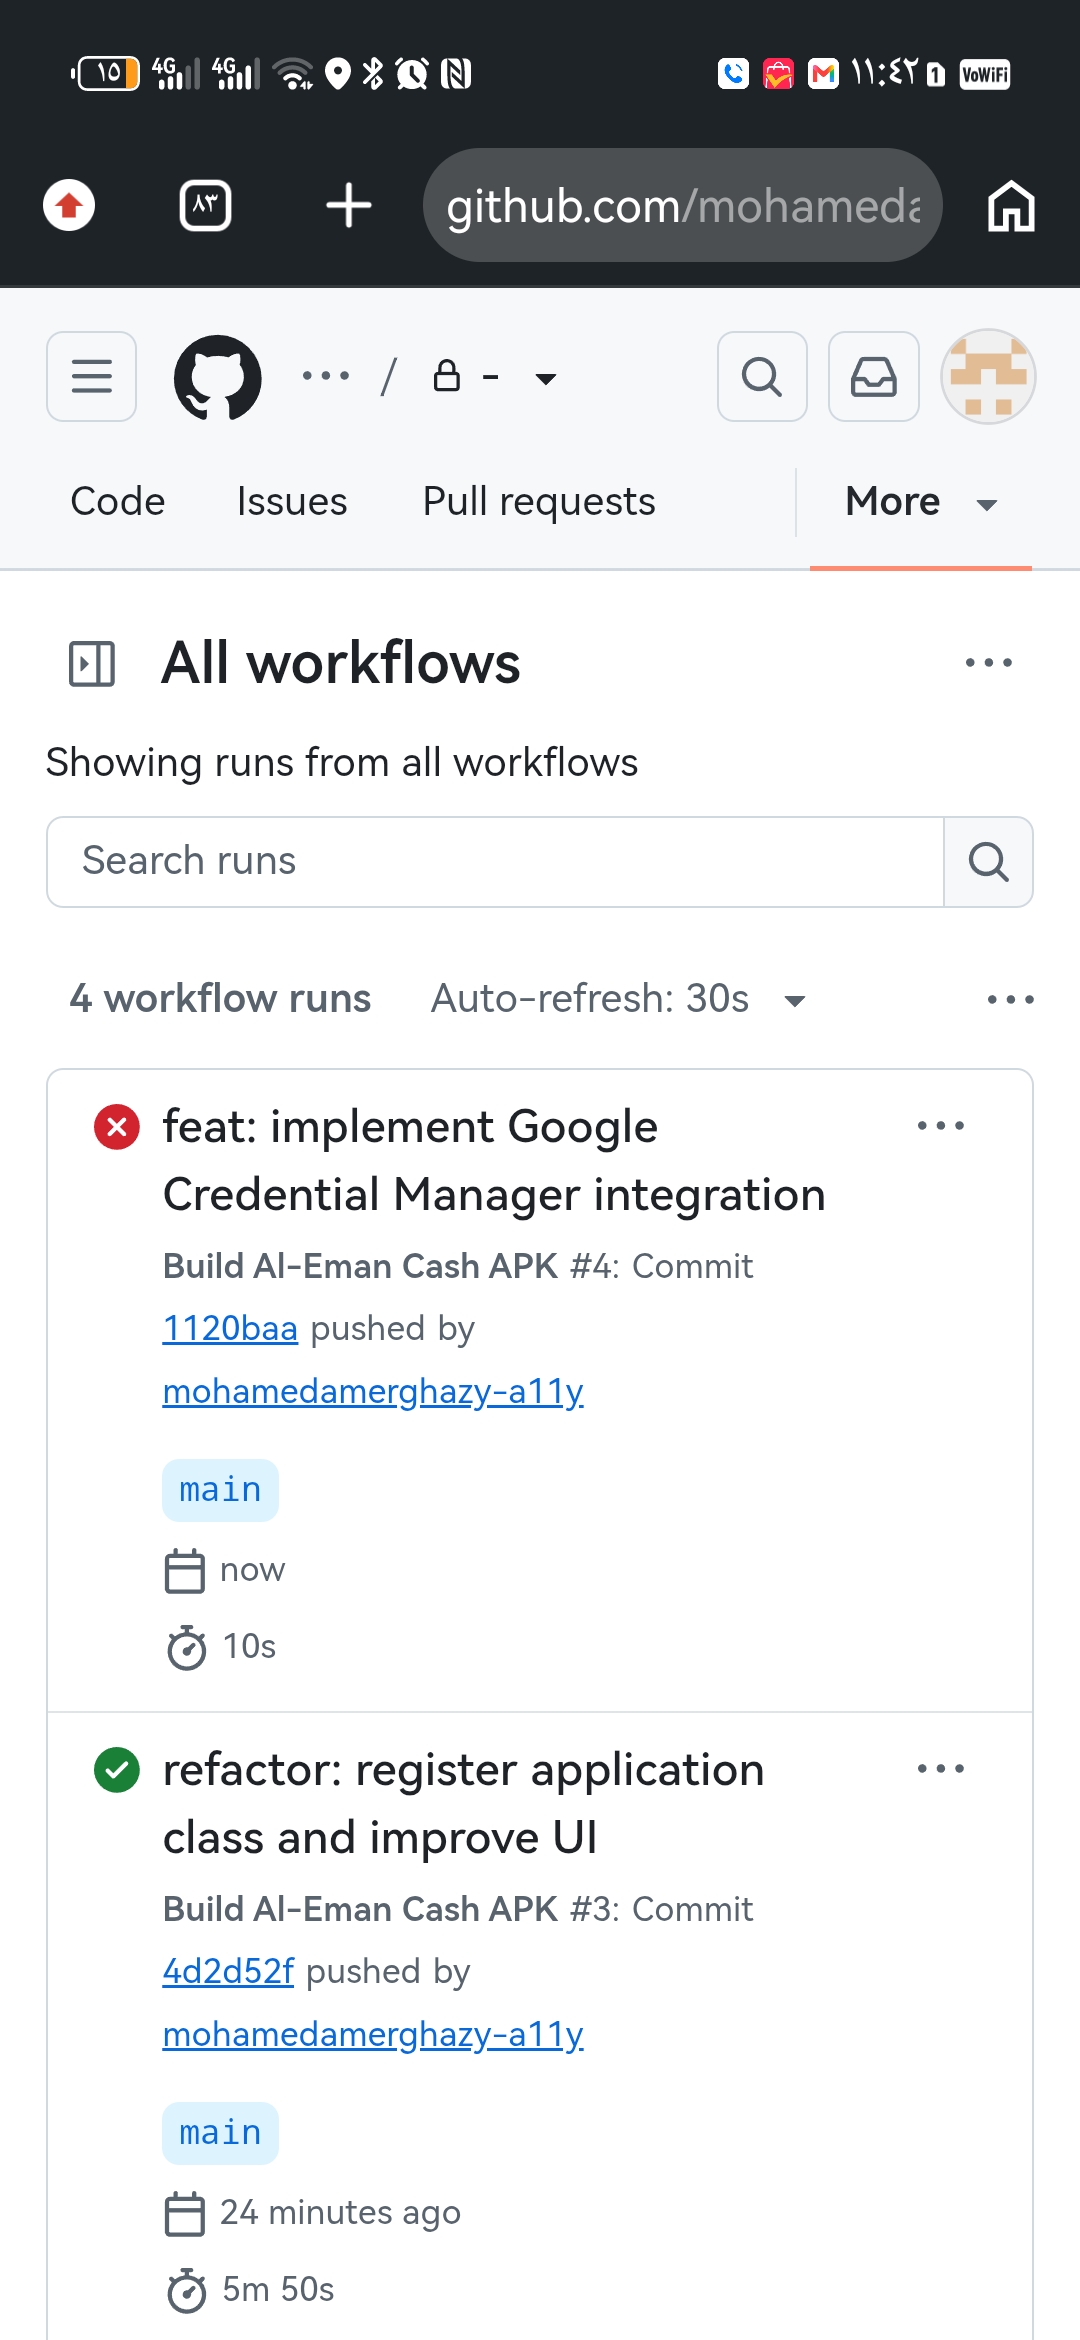 ١٥ 4G 4G ١١:٤٢ 1 VoWiFi
٨٣ github.com/mohameda
/ -
Code Issues Pull requests More
All workflows
Showing runs from all workflows
Search runs
4 workflow runs Auto-refresh: 30s
feat: implement Google
Credential Manager integration
Build Al-Eman Cash APK #4: Commit
1120baa pushed by
mohamedamerghazy-a11y
main
now
10s
refactor: register application
class and improve UI
Build Al-Eman Cash APK #3: Commit
4d2d52f pushed by
mohamedamerghazy-a11y
main
24 minutes ago
5m 50s